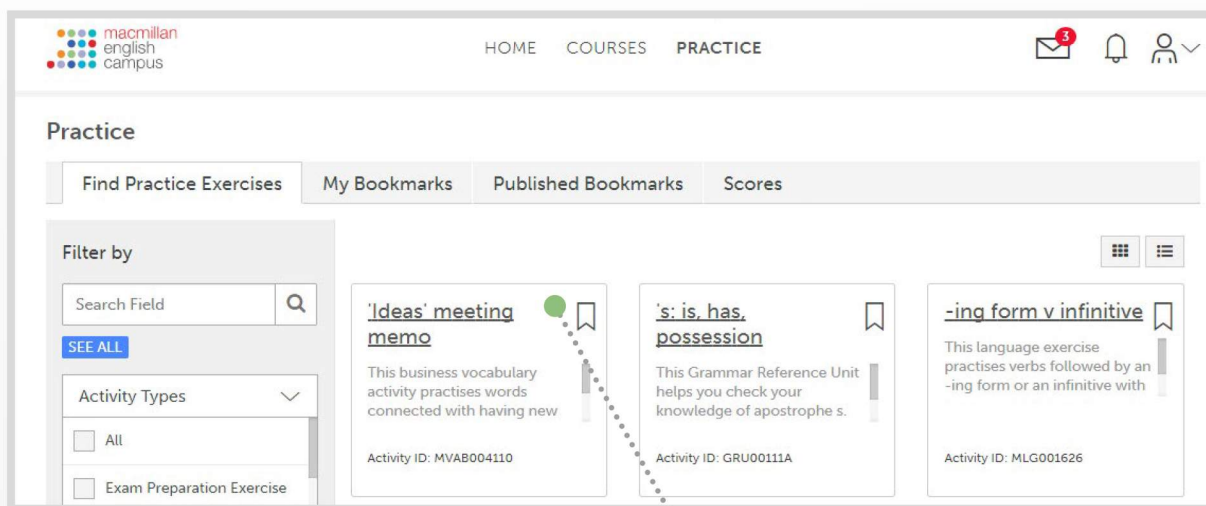 macmillan
english
campus
HOME COURSES PRACTICE
3
Practice
Find Practice Exercises My Bookmarks Published Bookmarks Scores
Filter by
Search Field
SEE ALL
Activity Types
All
Exam Preparation Exercise
'Ideas' meeting
memo
This business vocabulary
activity practises words
connected with having new
Activity ID: MVAB004110
's: is, has,
possession
This Grammar Reference Unit
helps you check your
knowledge of apostrophe s.
Activity ID: GRU00111A
-ing form v infinitive
This language exercise
practises verbs followed by an
-ing form or an infinitive with
Activity ID: MLG001626